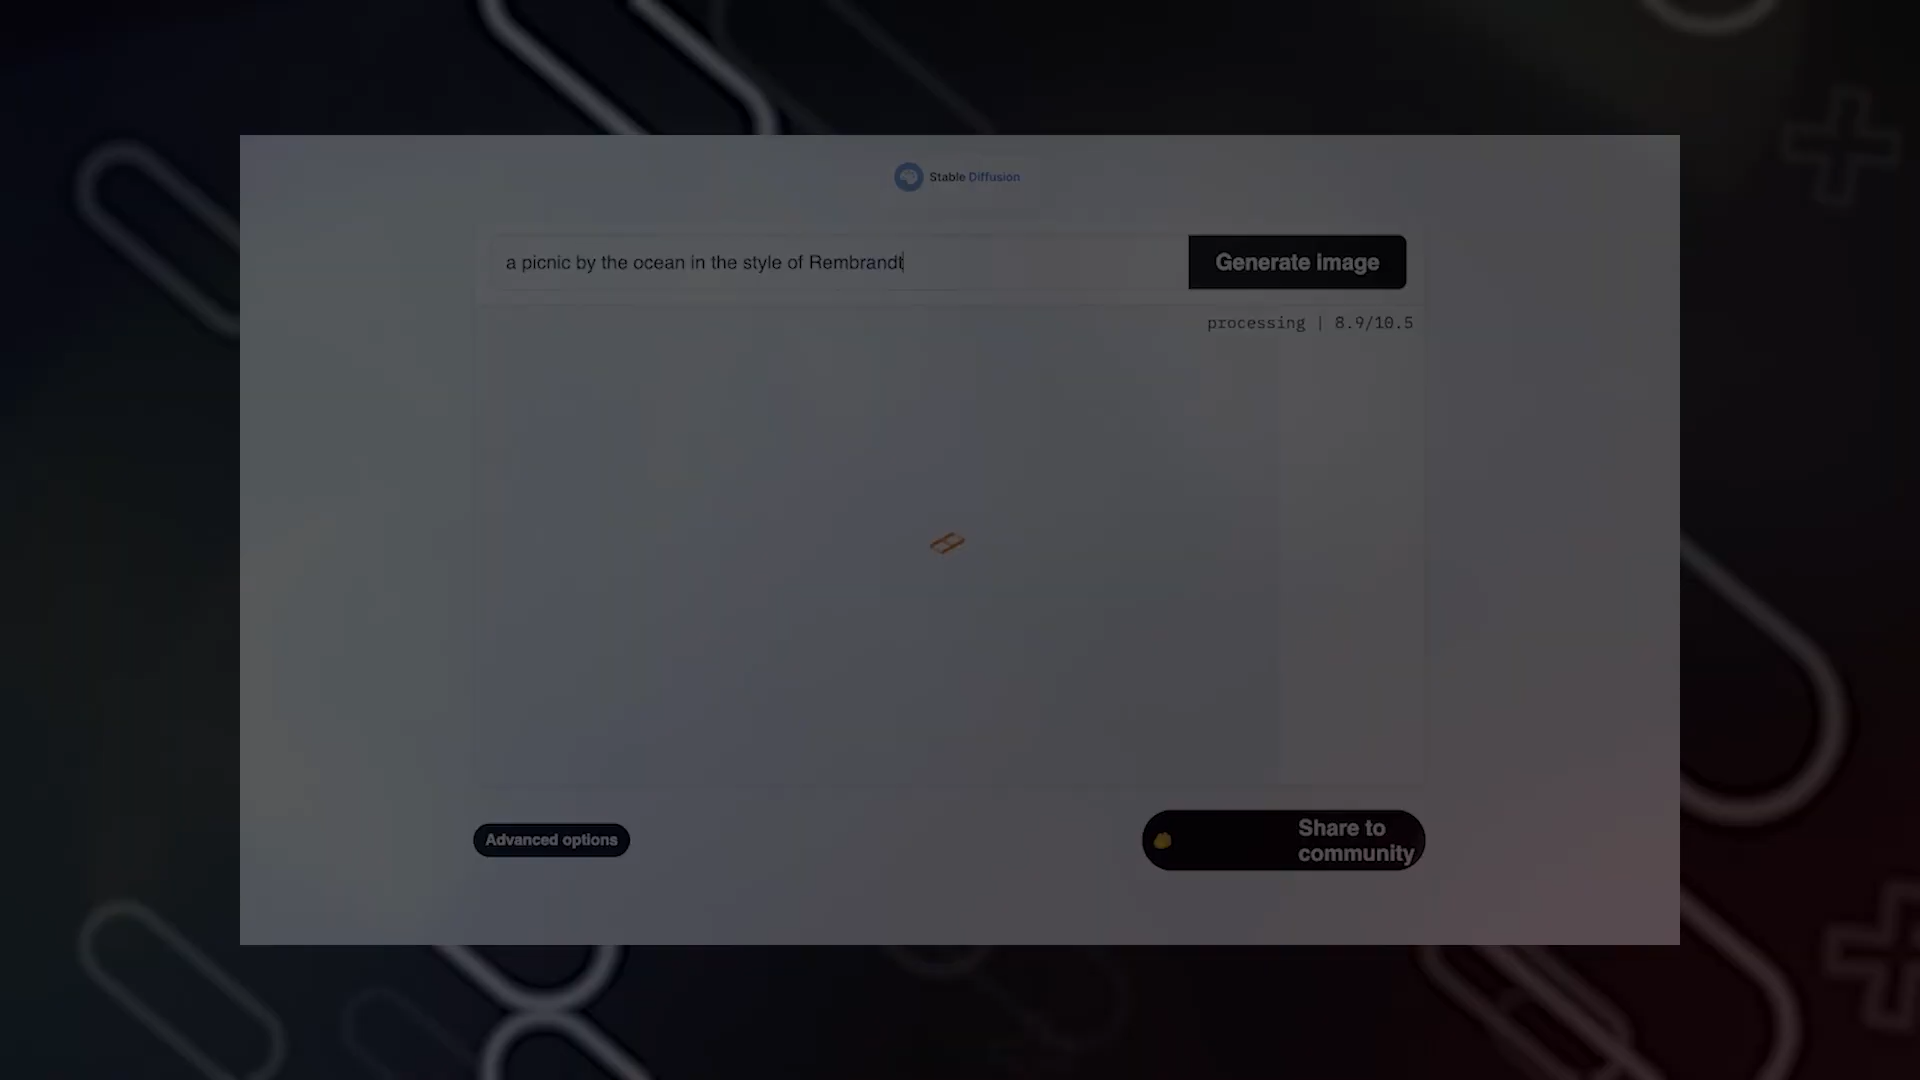 Stable Diffusion
a picnic by the ocean in the style of Rembrandt
Generate image
processing | 8.9/10.5
Advanced options
Share to
community